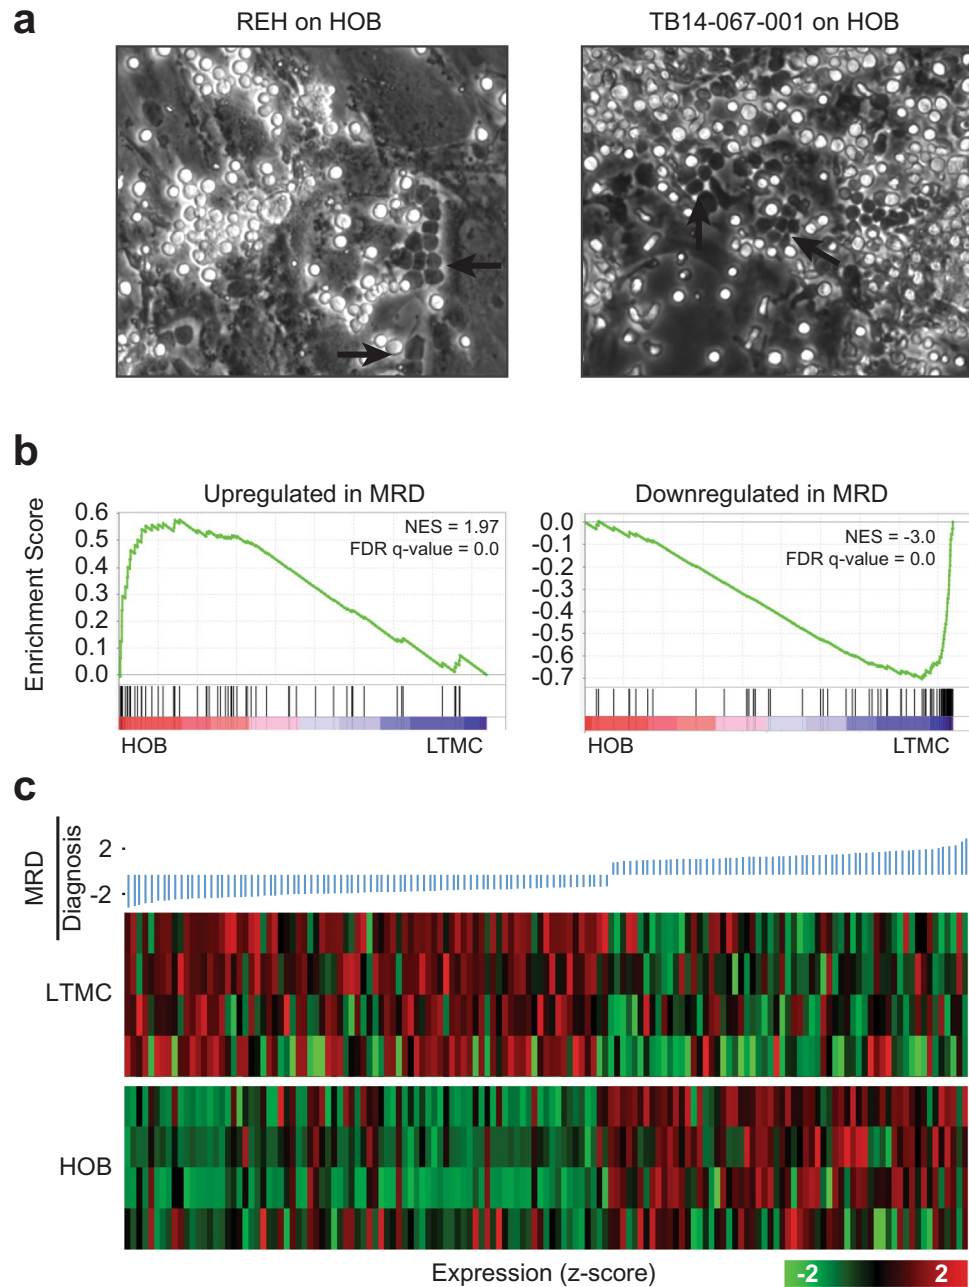 a
REH on HOB
TB14-067-001 on HOB
b
Upregulated in MRD
Downregulated in MRD
Enrichment Score
0.6
0.5
0.4
0.3
0.2
0.1
0.0
NES = 1.97
FDR q-value = 0.0
HOB
LTMC
0.0
-0.1
-0.2
-0.3
-0.4
-0.5
-0.6
-0.7
NES = -3.0
FDR q-value = 0.0
HOB
LTMC
c
MRD
Diagnosis
2
-2
LTMC
HOB
Expression (z-score)
-2
2